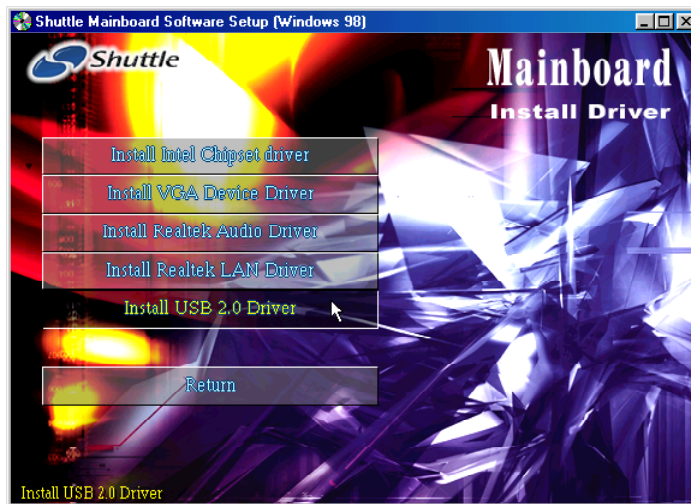 Shuttle Mainboard Software Setup (Windows 98)
Shuttle
Mainboard
Install Driver
Install Intel Chipset driver
Install VGA Device Driver
Install Realtek Audio Driver
Install Realtek LAN Driver
Install USB 2.0 Driver
Return
Install USB 2.0 Driver